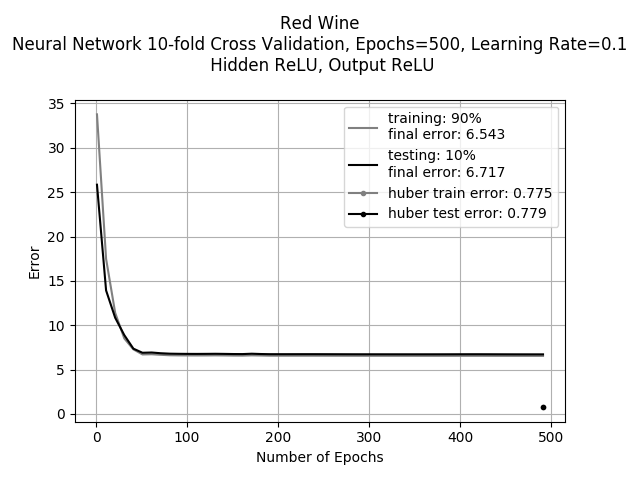 Red Wine
Neural Network 10-fold Cross Validation, Epochs=500, Learning Rate=0.1
Hidden ReLU, Output ReLU
35
30
25
20
15
10
5
0
Error
training: 90%
final error: 6.543
testing: 10%
final error: 6.717
huber train error: 0.775
huber test error: 0.779
0 100 200 300 400 500
Number of Epochs